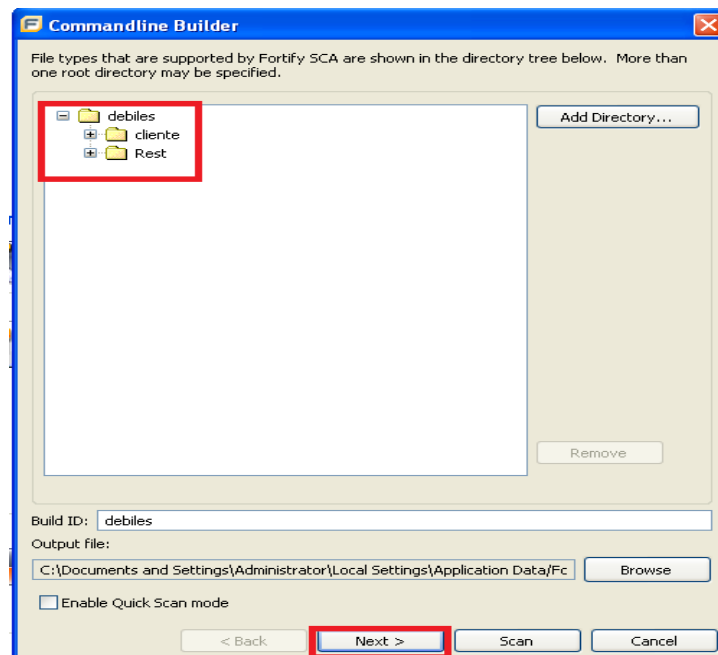 Commandline Builder
File types that are supported by Fortify SCA are shown in the directory tree below. More than
one root directory may be specified.
debiles
Add Directory...
cliente
Rest
Remove
Build ID: debiles
Output file:
C:\Documents and Settings\Administrator\Local Settings\Application Data/Fc
Browse
Enable Quick Scan mode
< Back Next > Scan Cancel